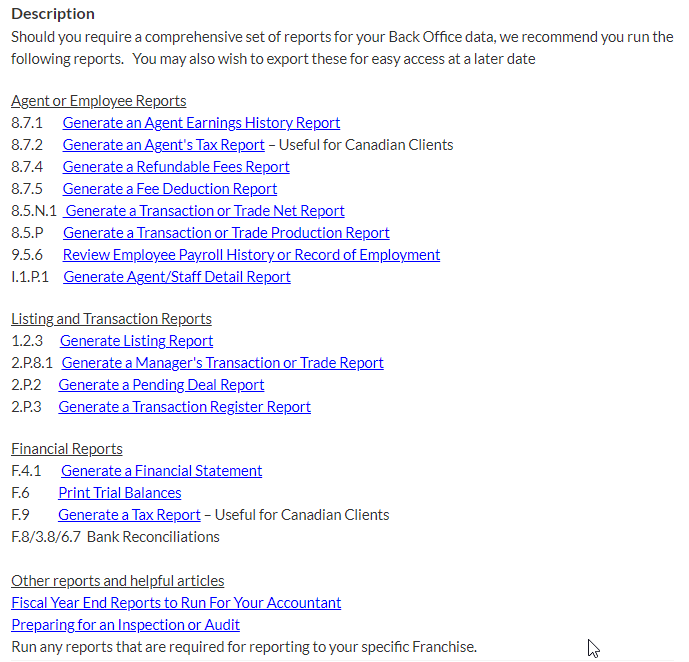 Description
Should you require a comprehensive set of reports for your Back Office data, we recommend you run the
following reports. You may also wish to export these for easy access at a later date
Agent or Employee Reports
8.7.1 Generate an Agent Earnings History Report
8.7.2 Generate an Agent's Tax Report – Useful for Canadian Clients
8.7.4 Generate a Refundable Fees Report
8.7.5 Generate a Fee Deduction Report
8.5.N.1 Generate a Transaction or Trade Net Report
8.5.P Generate a Transaction or Trade Production Report
9.5.6 Review Employee Payroll History or Record of Employment
I.1.P.1 Generate Agent/Staff Detail Report
Listing and Transaction Reports
1.2.3 Generate Listing Report
2.P.8.1 Generate a Manager's Transaction or Trade Report
2.P.2 Generate a Pending Deal Report
2.P.3 Generate a Transaction Register Report
Financial Reports
F.4.1 Generate a Financial Statement
F.6 Print Trial Balances
F.9 Generate a Tax Report – Useful for Canadian Clients
F.8/3.8/6.7 Bank Reconciliations
Other reports and helpful articles
Fiscal Year End Reports to Run For Your Accountant
Preparing for an Inspection or Audit
Run any reports that are required for reporting to your specific Franchise.